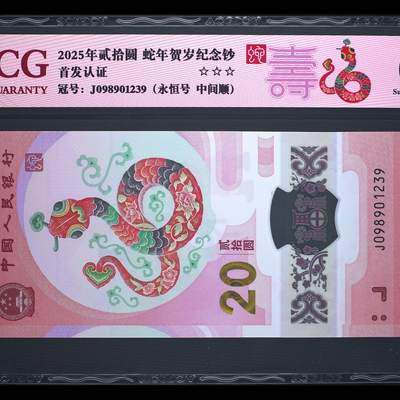 CG
UARANTY
2025年贰拾圆 蛇年贺岁纪念钞
首发认证 ☆☆☆
冠号：J098901239（永恒号 中间顺）
中国人民银行
贰拾圆
20
J098901239